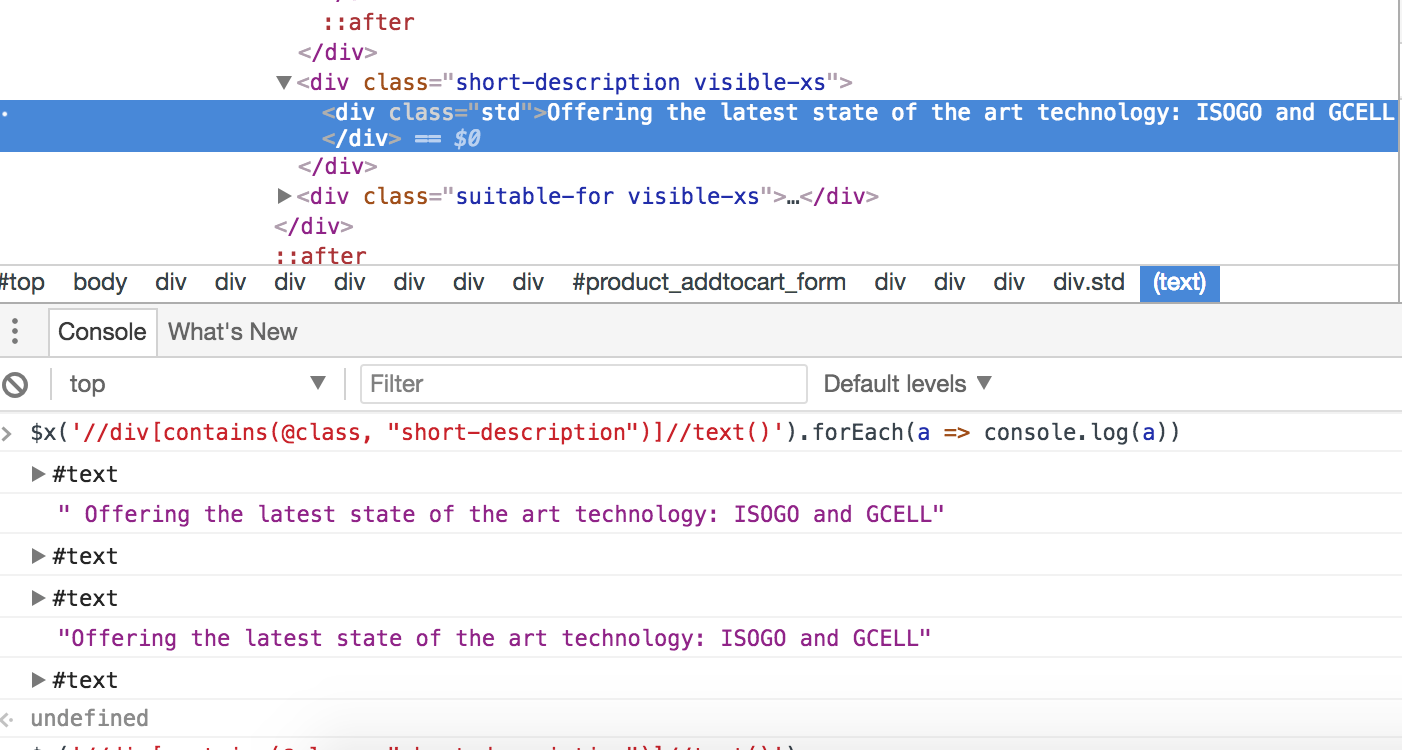 ::after
</div>
▼<div class="short-description visible-xs">
<div class="std">Offering the latest state of the art technology: ISOGO and GCELL
</div> == $0
</div>
▶<div class="suitable-for visible-xs">…</div>
</div>
::after
#top body div div div div div div div #product_addtocart_form div div div div.std (text)
Console What's New
top ▼ Filter Default levels ▼
> $x('//div[contains(@class, "short-description")]//text()').forEach(a => console.log(a))
▶#text
" Offering the latest state of the art technology: ISOGO and GCELL"
▶#text
▶#text
"Offering the latest state of the art technology: ISOGO and GCELL"
▶#text
undefined